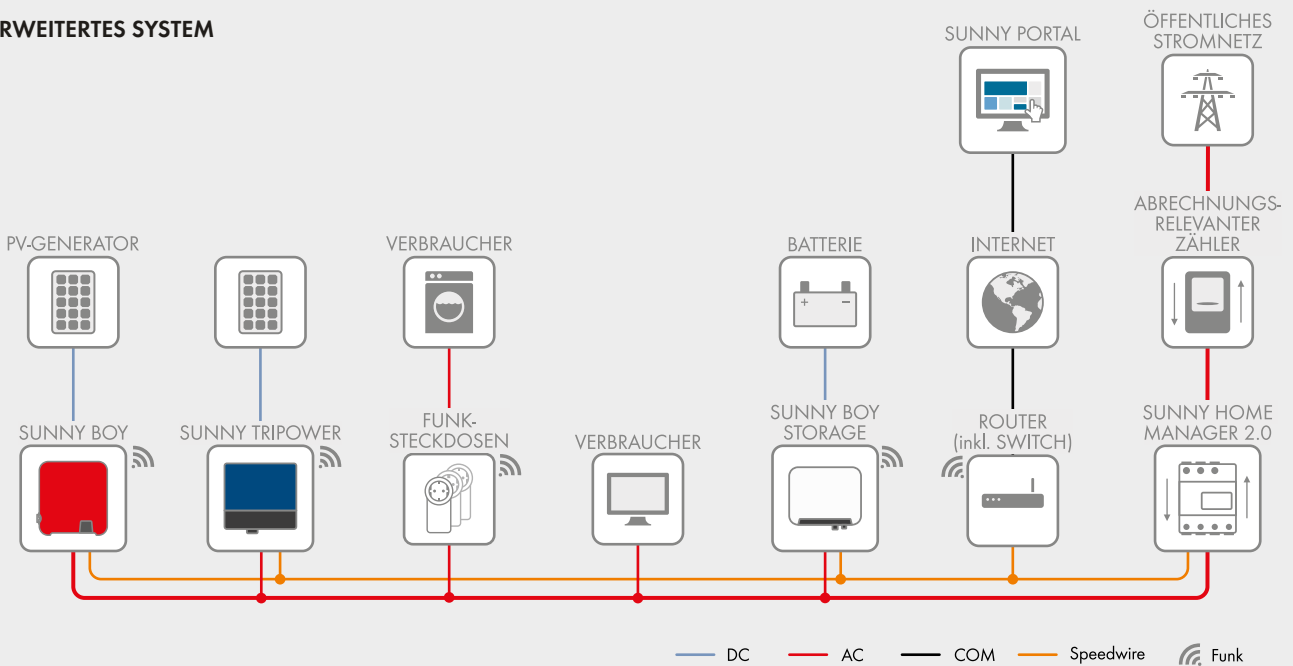 RWEITERTES SYSTEM
SUNNY PORTAL
ÖFFENTLICHES
STROMNETZ
PV-GENERATOR
VERBRAUCHER
BATTERIE
INTERNET
ABRECHNUNGS-
RELEVANTER
ZÄHLER
SUNNY BOY
SUNNY TRIPOWER
FUNK-
STECKDOSEN
VERBRAUCHER
SUNNY BOY
STORAGE
ROUTER
(inkl. SWITCH)
SUNNY HOME
MANAGER 2.0
DC
AC
COM
Speedwire
Funk